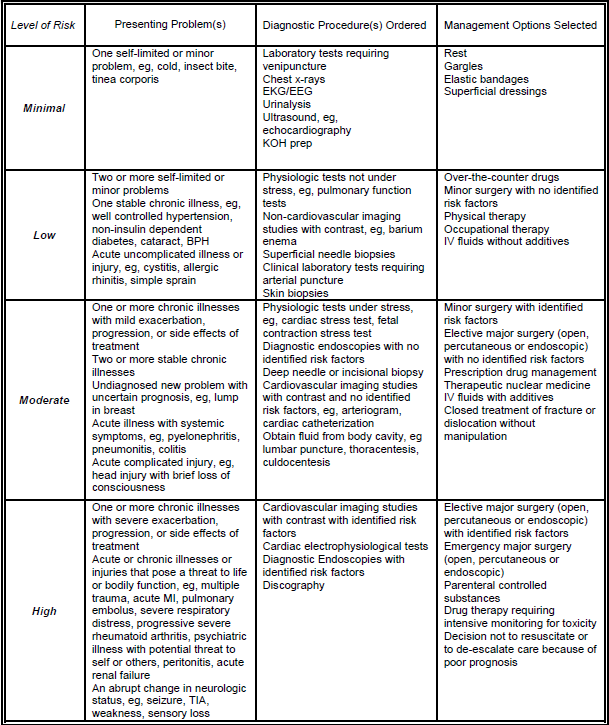 Level of Risk
Presenting Problem(s)
Diagnostic Procedure(s) Ordered
Management Options Selected
Minimal
One self-limited or minor
problem, eg, cold, insect bite,
tinea corporis
Laboratory tests requiring
venipuncture
Chest x-rays
EKG/EEG
Urinalysis
Ultrasound, eg,
echocardiography
KOH prep
Rest
Gargles
Elastic bandages
Superficial dressings
Low
Two or more self-limited or
minor problems
One stable chronic illness, eg,
well controlled hypertension,
non-insulin dependent
diabetes, cataract, BPH
Acute uncomplicated illness or
injury, eg, cystitis, allergic
rhinitis, simple sprain
Physiologic tests not under
stress, eg, pulmonary function
tests
Non-cardiovascular imaging
studies with contrast, eg, barium
enema
Superficial needle biopsies
Clinical laboratory tests requiring
arterial puncture
Skin biopsies
Over-the-counter drugs
Minor surgery with no identified
risk factors
Physical therapy
Occupational therapy
IV fluids without additives
Moderate
One or more chronic illnesses
with mild exacerbation,
progression, or side effects of
treatment
Two or more stable chronic
illnesses
Undiagnosed new problem with
uncertain prognosis, eg, lump
in breast
Acute illness with systemic
symptoms, eg, pyelonephritis,
pneumonitis, colitis
Acute complicated injury, eg,
head injury with brief loss of
consciousness
Physiologic tests under stress,
eg, cardiac stress test, fetal
contraction stress test
Diagnostic endoscopies with no
identified risk factors
Deep needle or incisional biopsy
Cardiovascular imaging studies
with contrast and no identified
risk factors, eg, arteriogram,
cardiac catheterization
Obtain fluid from body cavity, eg
lumbar puncture, thoracentesis,
culdocentesis
Minor surgery with identified
risk factors
Elective major surgery (open,
percutaneous or endoscopic)
with no identified risk factors
Prescription drug management
Therapeutic nuclear medicine
IV fluids with additives
Closed treatment of fracture or
dislocation without
manipulation
High
One or more chronic illnesses
with severe exacerbation,
progression, or side effects of
treatment
Acute or chronic illnesses or
injuries that pose a threat to life
or bodily function, eg, multiple
trauma, acute MI, pulmonary
embolus, severe respiratory
distress, progressive severe
rheumatoid arthritis, psychiatric
illness with potential threat to
self or others, peritonitis, acute
renal failure
An abrupt change in neurologic
status, eg, seizure, TIA,
weakness, sensory loss
Cardiovascular imaging studies
with contrast with identified risk
factors
Cardiac electrophysiological tests
Diagnostic Endoscopies with
identified risk factors
Discography
Elective major surgery (open,
percutaneous or endoscopic)
with identified risk factors
Emergency major surgery
(open, percutaneous or
endoscopic)
Parenteral controlled
substances
Drug therapy requiring
intensive monitoring for toxicity
Decision not to resuscitate or
to de-escalate care because of
poor prognosis